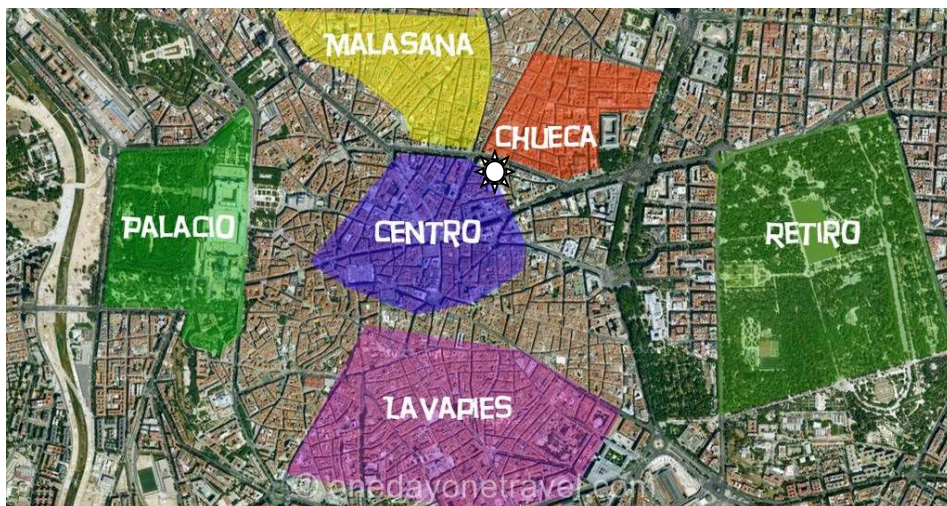 MALASANA
CHUECA
PALACIO
CENTRO
RETIRO
LAVAPIES
© onedayonetravel.com